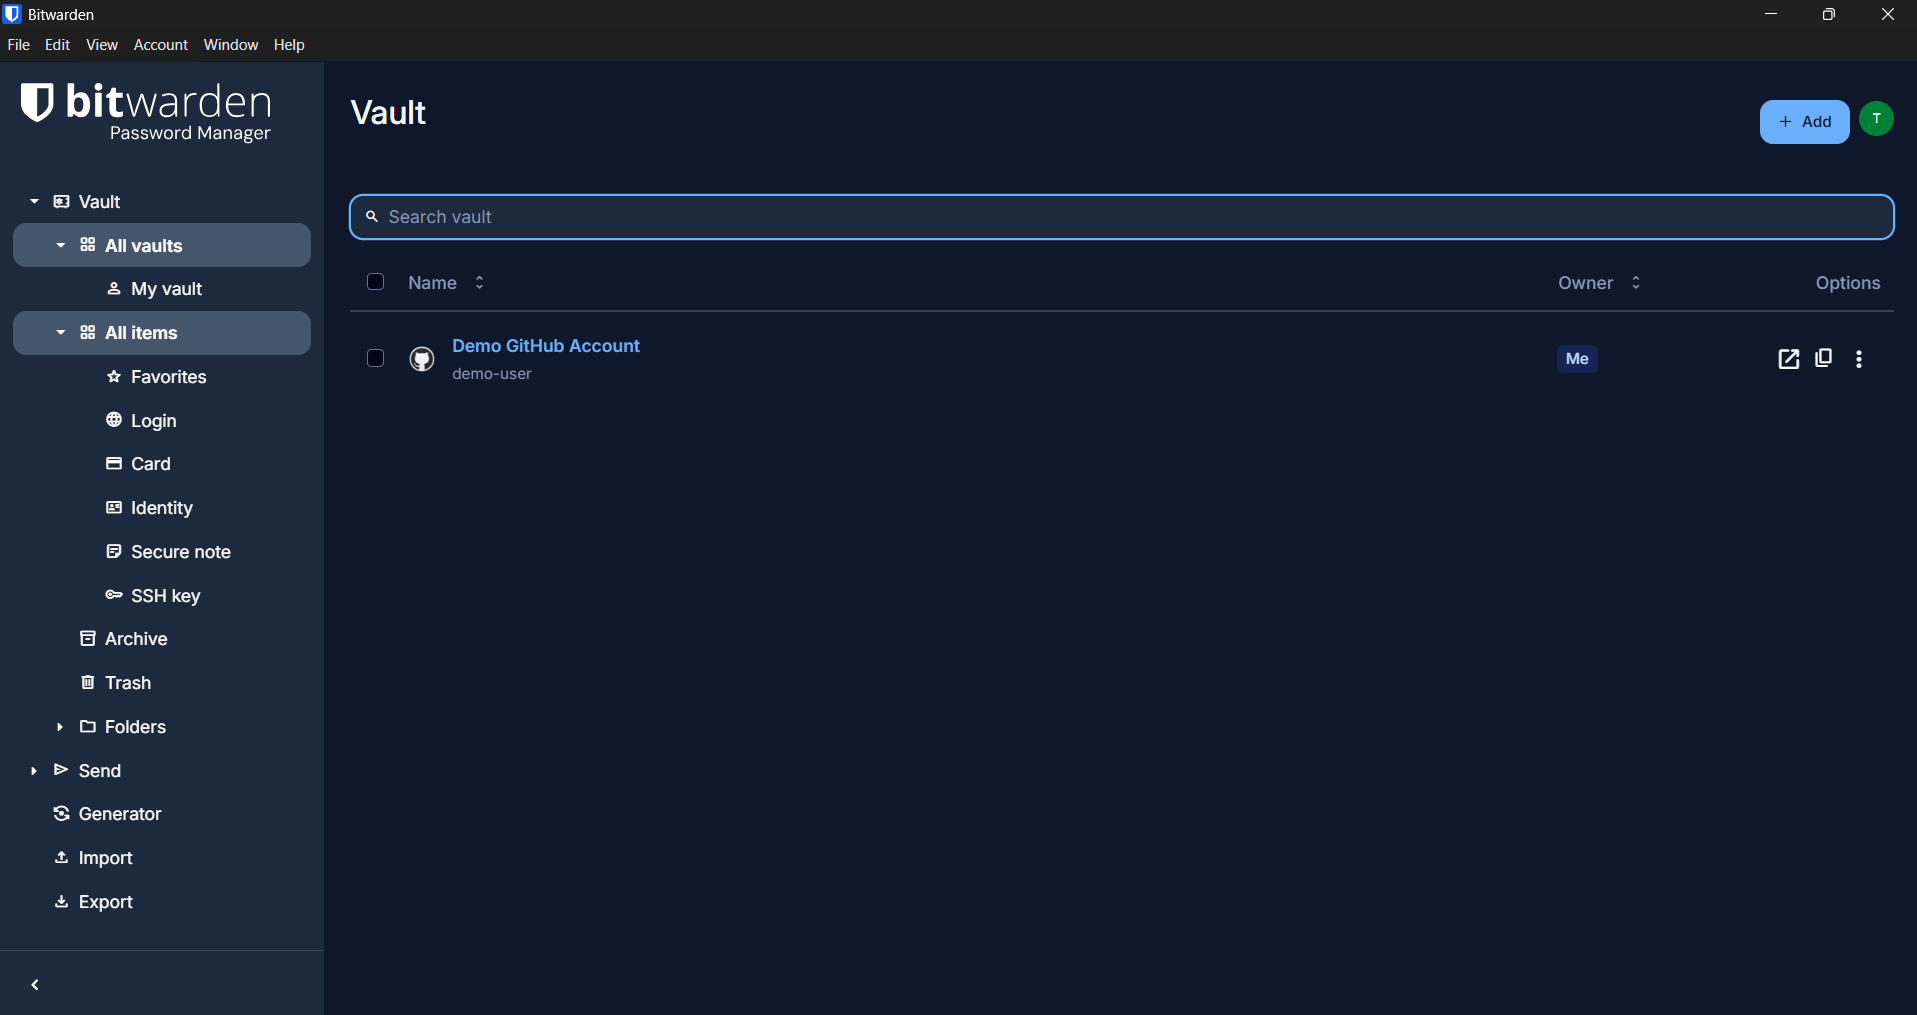 Bitwarden
File Edit View Account Window Help
bitwarden
Password Manager
Vault
All vaults
My vault
All items
Favorites
Login
Card
Identity
Secure note
SSH key
Archive
Trash
Folders
Send
Generator
Import
Export
Vault
Add
T
Search vault
Name Owner Options
Demo GitHub Account
demo-user
Me